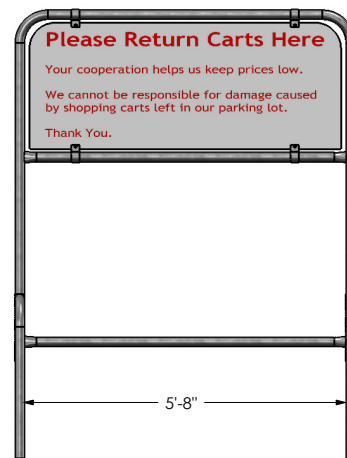 Please Return Carts Here
Your cooperation helps us keep prices low.
We cannot be responsible for damage caused
by shopping carts left in our parking lot.
Thank You.
5'-8"